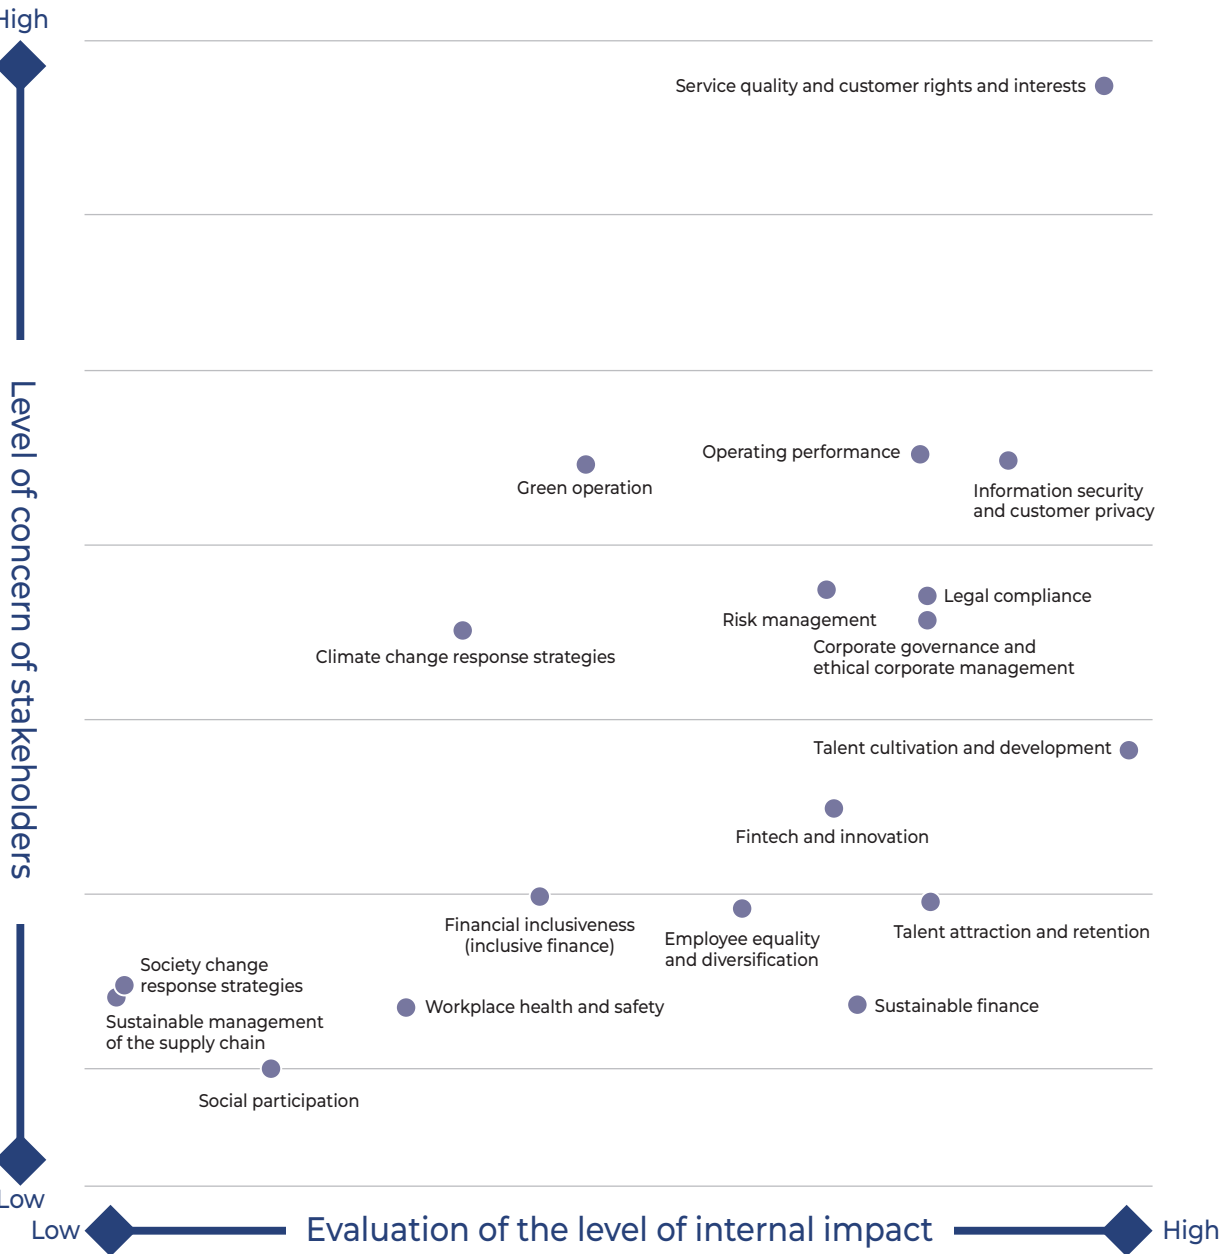 High
Service quality and customer rights and interests
Operating performance
Green operation
Information security
and customer privacy
Legal compliance
Risk management
Corporate governance and
ethical corporate management
Climate change response strategies
Level of concern of stakeholders
Talent cultivation and development
Fintech and innovation
Financial inclusiveness
(inclusive finance)
Employee equality
and diversification
Talent attraction and retention
Society change
response strategies
Sustainable management
of the supply chain
Workplace health and safety
Sustainable finance
Social participation
Low
Low
Evaluation of the level of internal impact
High